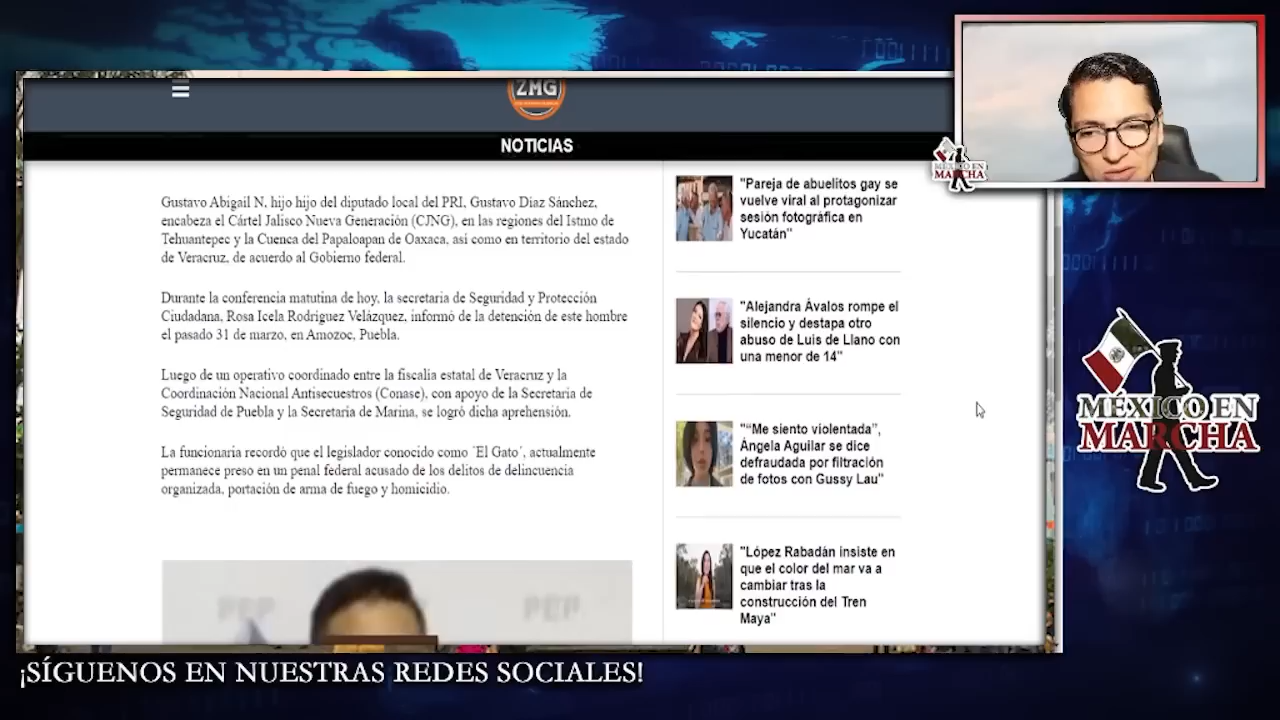 ZMG
NOTICIAS
Gustavo Abigail N, hijo hijo del diputado local del PRI, Gustavo Díaz Sánchez,
encabeza el Cártel Jalisco Nueva Generación (CJNG), en las regiones del Istmo de
Tehuantepec y la Cuenca del Papaloapan de Oaxaca, así como en territorio del estado
de Veracruz, de acuerdo al Gobierno federal.
Durante la conferencia matutina de hoy, la secretaria de Seguridad y Protección
Ciudadana, Rosa Icela Rodríguez Velázquez, informó de la detención de este hombre
el pasado 31 de marzo, en Amozoc, Puebla.
Luego de un operativo coordinado entre la fiscalía estatal de Veracruz y la
Coordinación Nacional Antisecuestros (Conase), con apoyo de la Secretaría de
Seguridad de Puebla y la Secretaría de Marina, se logró dicha aprehensión.
La funcionaria recordó que el legislador conocido como ¨El Gato¨, actualmente
permanece preso en un penal federal acusado de los delitos de delincuencia
organizada, portación de arma de fuego y homicidio.
"Pareja de abuelitos gay se
vuelve viral al protagonizar
sesión fotográfica en
Yucatán"
"Alejandra Ávalos rompe el
silencio y destapa otro
abuso de Luis de Llano con
una menor de 14"
"“Me siento violentada”,
Ángela Aguilar se dice
defraudada por filtración
de fotos con Gussy Lau"
"López Rabadán insiste en
que el color del mar va a
cambiar tras la
construcción del Tren
Maya"
MÉXICO EN
MARCHA
MÉXICO EN
MARCHA
¡SÍGUENOS EN NUESTRAS REDES SOCIALES!